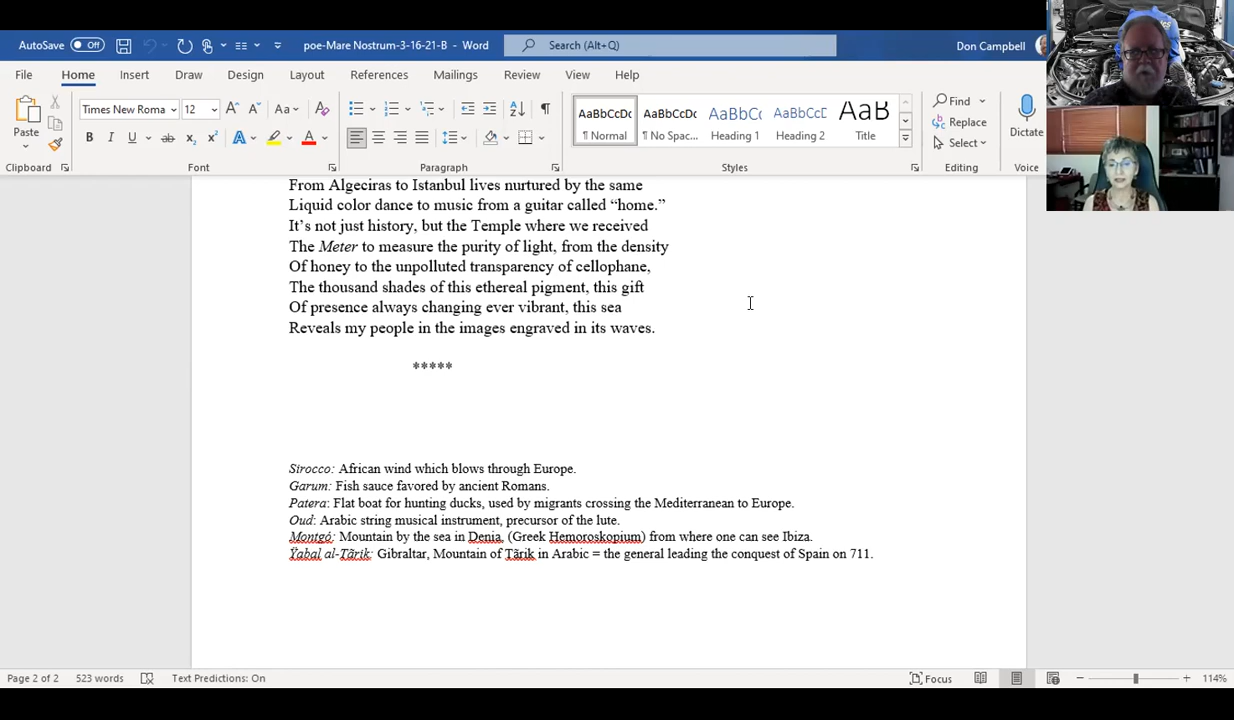 AutoSave Off poe-Mare Nostrum-3-16-21-B - Word Search (Alt+Q) Don Campbell
File Home Insert Draw Design Layout References Mailings Review View Help
Times New Roma 12 Aa AaBbCcDc AaBbCcDc AaBbCc AaBbCcD AaB Find
Paste Replace Dictate
¶ Normal ¶ No Spac... Heading 1 Heading 2 Title Select
Clipboard Font Paragraph Styles Editing Voice
From Algeciras to Istanbul lives nurtured by the same
Liquid color dance to music from a guitar called “home.”
It’s not just history, but the Temple where we received
The Meter to measure the purity of light, from the density
Of honey to the unpolluted transparency of cellophane,
The thousand shades of this ethereal pigment, this gift
Of presence always changing ever vibrant, this sea
Reveals my people in the images engraved in its waves.
*****
Sirocco: African wind which blows through Europe.
Garum: Fish sauce favored by ancient Romans.
Patera: Flat boat for hunting ducks, used by migrants crossing the Mediterranean to Europe.
Oud: Arabic string musical instrument, precursor of the lute.
Montgó: Mountain by the sea in Denia, (Greek Hemoroskopium) from where one can see Ibiza.
Ÿabal al-Tãrik: Gibraltar, Mountain of Tãrik in Arabic = the general leading the conquest of Spain on 711.
Page 2 of 2 523 words Text Predictions: On Focus 114%